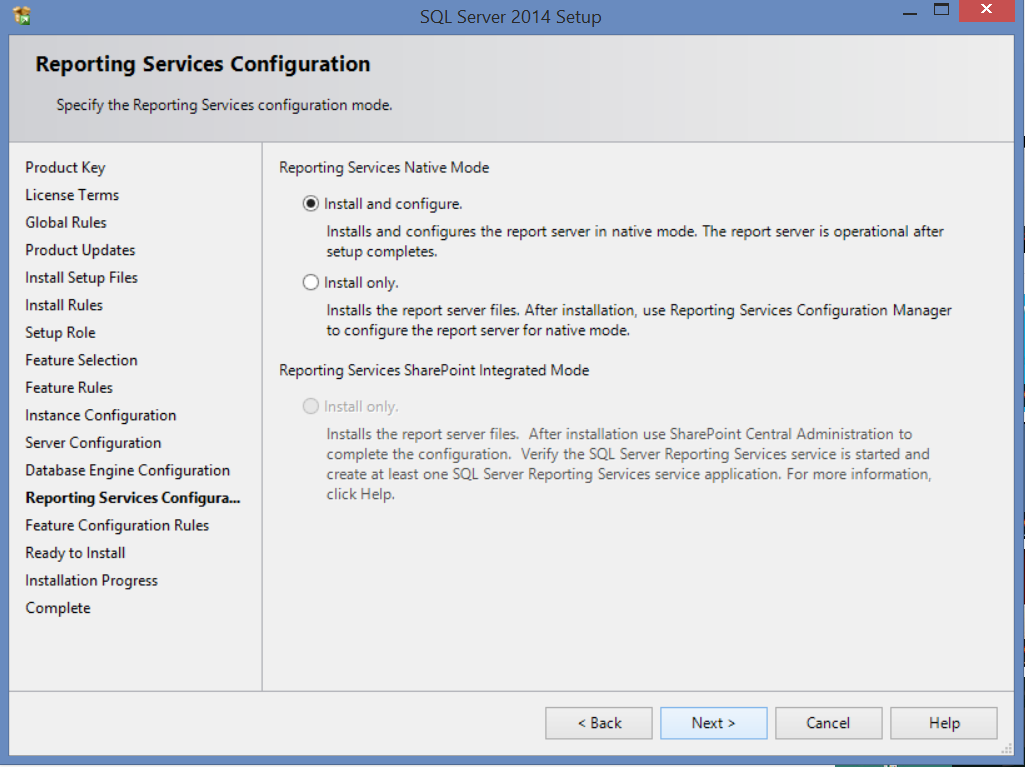 SQL Server 2014 Setup
Reporting Services Configuration
Specify the Reporting Services configuration mode.
Product Key
License Terms
Global Rules
Product Updates
Install Setup Files
Install Rules
Setup Role
Feature Selection
Feature Rules
Instance Configuration
Server Configuration
Database Engine Configuration
Reporting Services Configura...
Feature Configuration Rules
Ready to Install
Installation Progress
Complete
Reporting Services Native Mode
Install and configure.
Installs and configures the report server in native mode. The report server is operational after
setup completes.
Install only.
Installs the report server files. After installation, use Reporting Services Configuration Manager
to configure the report server for native mode.
Reporting Services SharePoint Integrated Mode
Install only.
Installs the report server files.  After installation use SharePoint Central Administration to
complete the configuration.  Verify the SQL Server Reporting Services service is started and
create at least one SQL Server Reporting Services service application. For more information,
click Help.
< Back
Next >
Cancel
Help